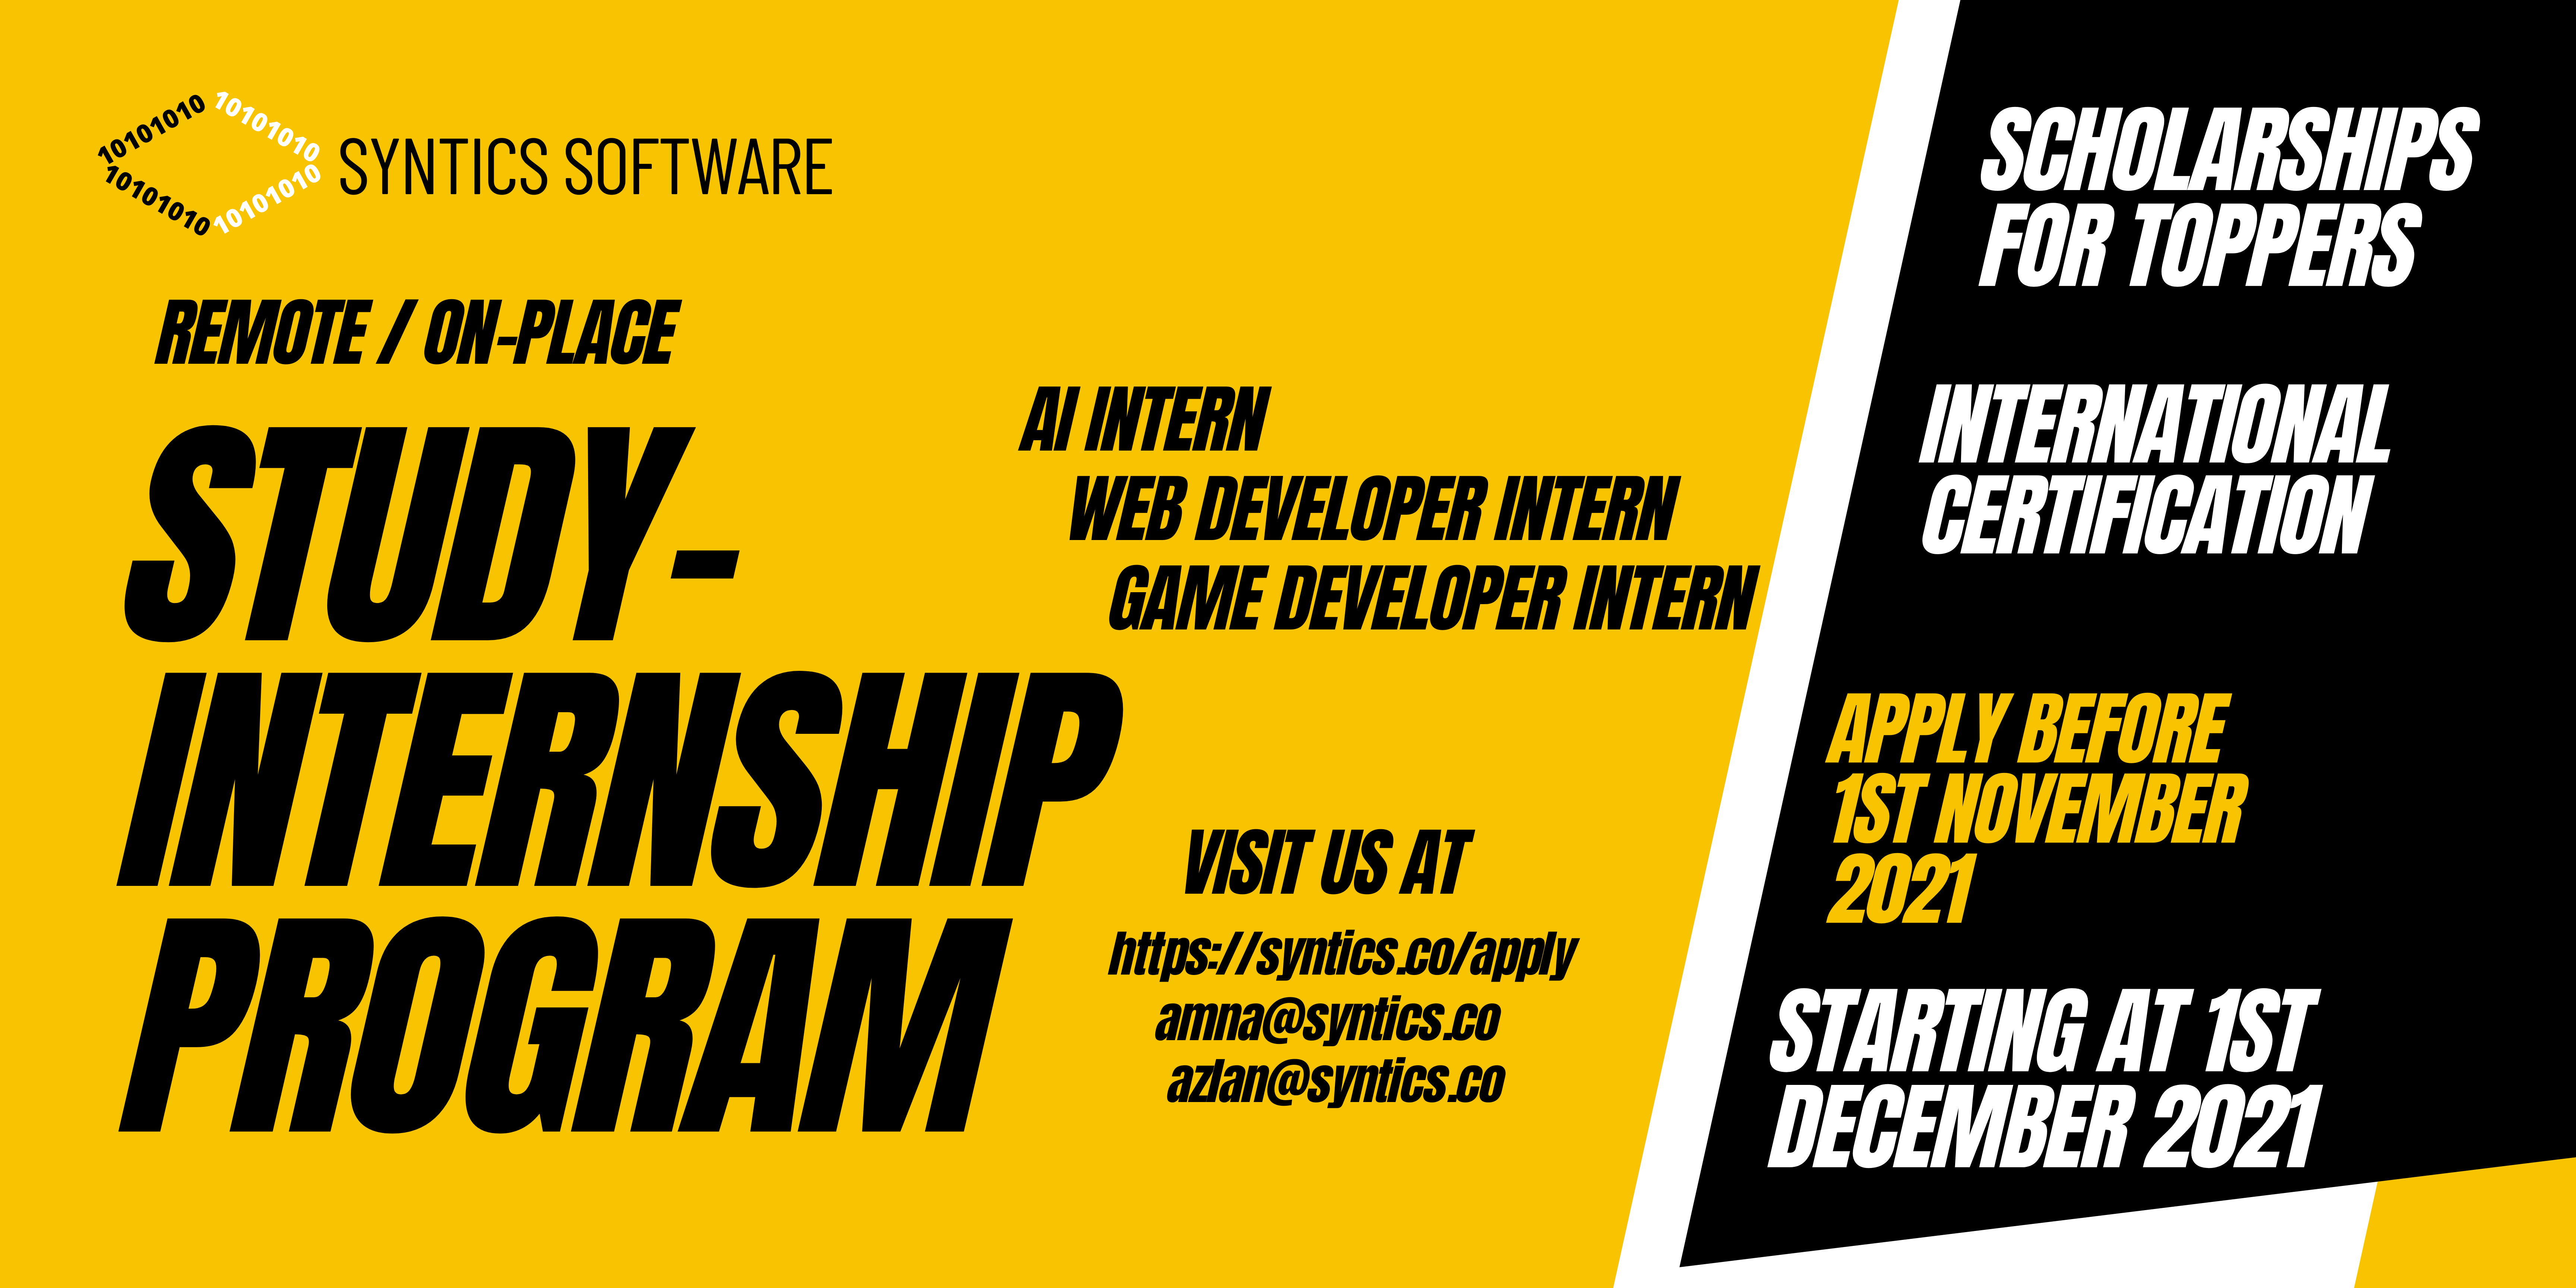 10101010 10101010
10101010 10101010
SYNTICS SOFTWARE
REMOTE / ON-PLACE
STUDY-
INTERNSHIP
PROGRAM
AI INTERN
WEB DEVELOPER INTERN
GAME DEVELOPER INTERN
VISIT US AT
https://syntics.co/apply
amna@syntics.co
azlan@syntics.co
SCHOLARSHIPS
FOR TOPPERS
INTERNATIONAL
CERTIFICATION
APPLY BEFORE
1ST NOVEMBER
2021
STARTING AT 1ST
DECEMBER 2021